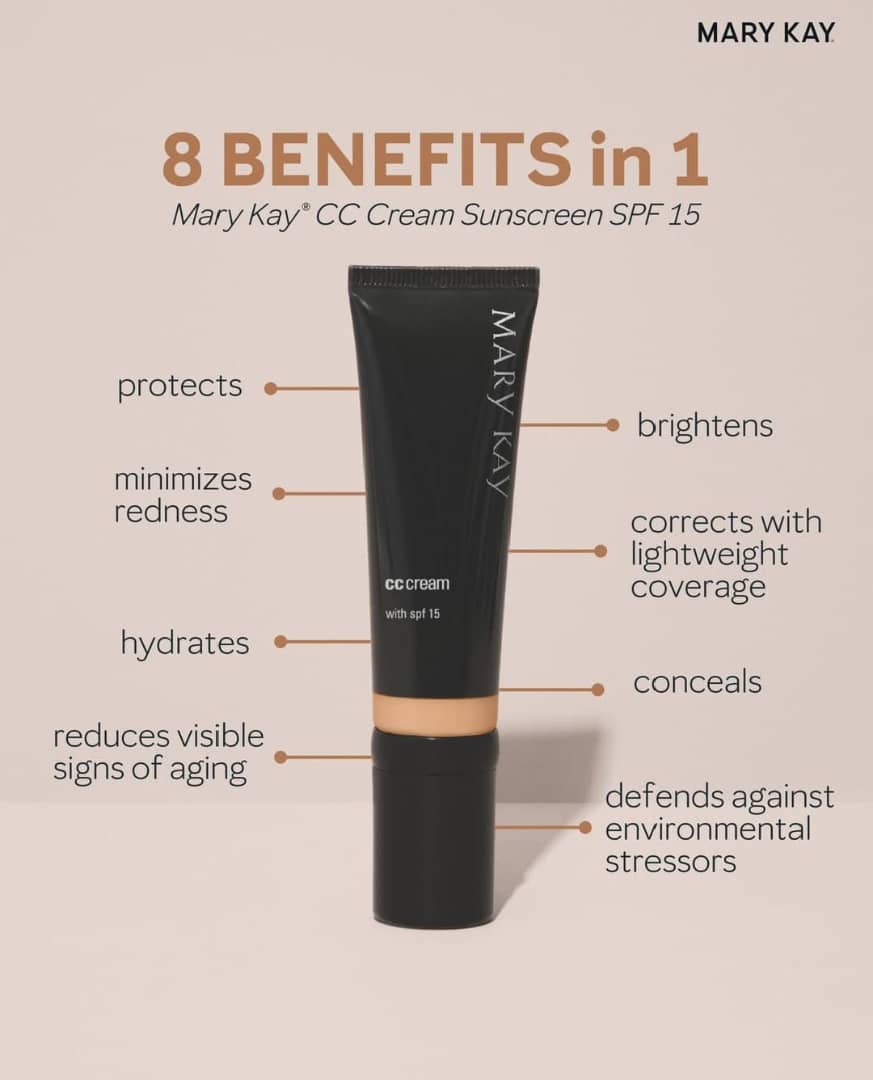 MARY KAY
8 BENEFITS in 1
Mary Kay® CC Cream Sunscreen SPF 15
MARY KAY
cc cream
with spf 15
protects
minimizes
redness
hydrates
reduces visible
signs of aging
brightens
corrects with
lightweight
coverage
conceals
defends against
environmental
stressors